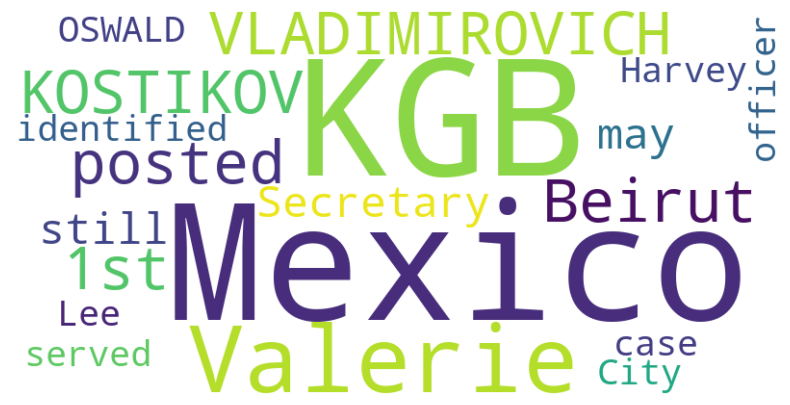 OSWALD VLADIMIROVICH
KOSTIKOV KGB Harvey officer
identified may
posted
Secretary Beirut
still Mexico
1st
Lee
served Valerie case
City